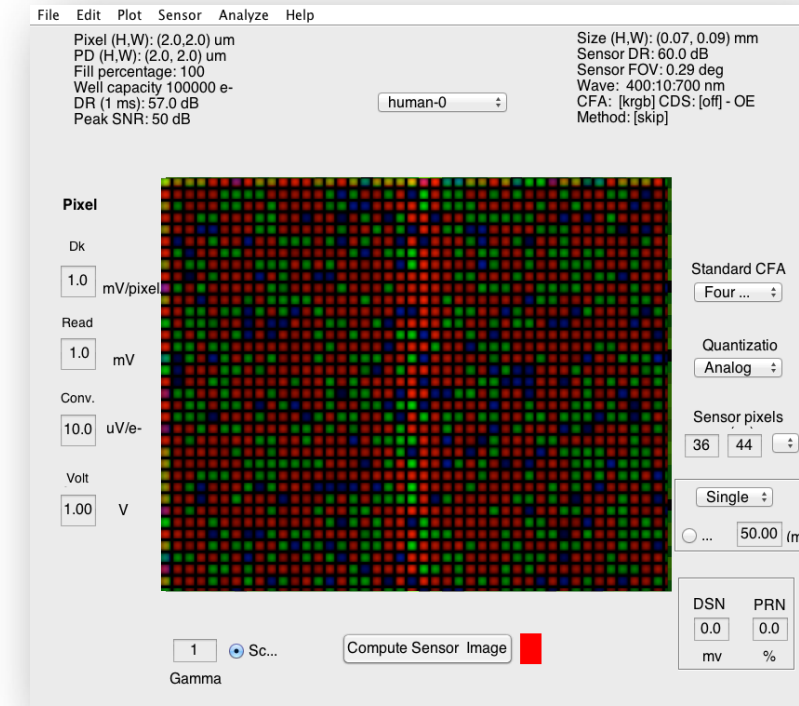 File Edit Plot Sensor Analyze Help
Pixel (H,W): (2.0,2.0) um
PD (H,W): (2.0, 2.0) um
Fill percentage: 100
Well capacity 100000 e-
DR (1 ms): 57.0 dB
Peak SNR: 50 dB
human-0
Size (H,W): (0.07, 0.09) mm
Sensor DR: 60.0 dB
Sensor FOV: 0.29 deg
Wave: 400:10:700 nm
CFA: [krgb] CDS: [off] - OE
Method: [skip]
Pixel
Dk
1.0 mV/pixel
Read
1.0 mV
Conv.
10.0 uV/e-
Volt
1.00 V
Standard CFA
Four ...
Quantizatio
Analog
Sensor pixels
36 44
Single
... 50.00 (m
DSN PRN
0.0 0.0
mv %
1 Sc...
Gamma
Compute Sensor Image